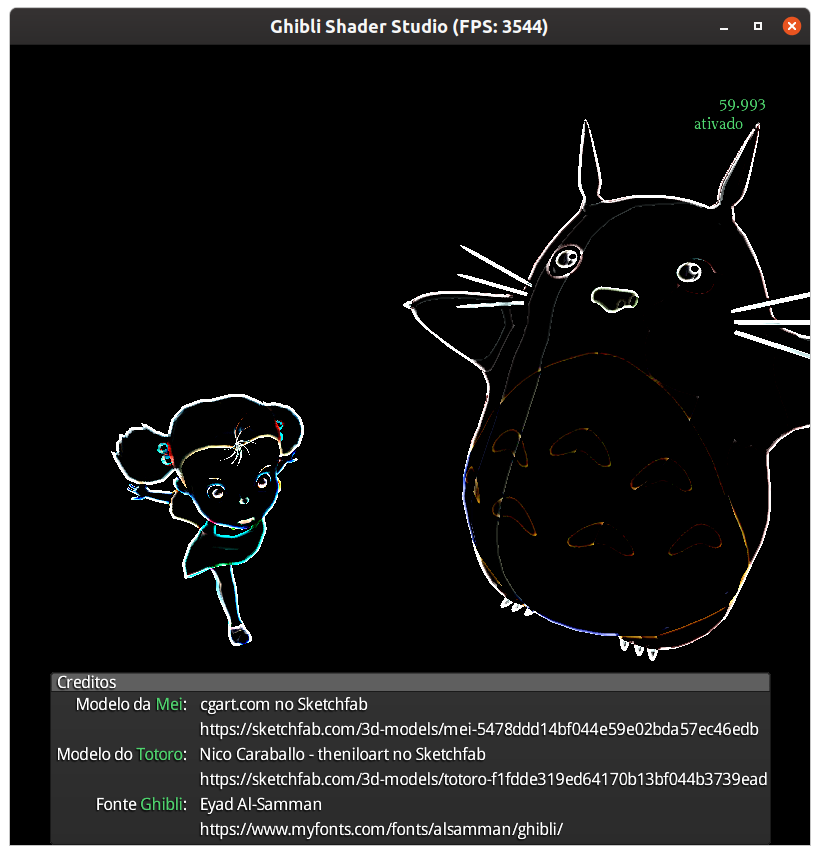 Ghibli Shader Studio (FPS: 3544)
59.993
ativado
Creditos
Modelo da Mei: cgart.com no Sketchfab
https://sketchfab.com/3d-models/mei-5478ddd14bf044e59e02bda57ec46edb
Modelo do Totoro: Nico Caraballo - theniloart no Sketchfab
https://sketchfab.com/3d-models/totoro-f1fdde319ed64170b13bf044b3739ead
Fonte Ghibli: Eyad Al-Samman
https://www.myfonts.com/fonts/alsamman/ghibli/